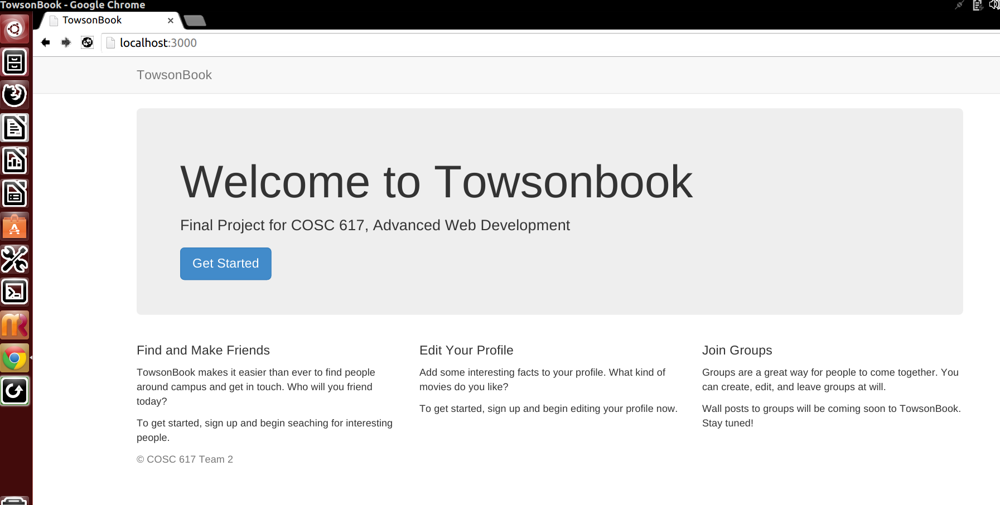 TowsonBook - Google Chrome
TowsonBook
localhost:3000
TowsonBook
Welcome to Towsonbook
Final Project for COSC 617, Advanced Web Development
Get Started
Find and Make Friends
TowsonBook makes it easier than ever to find people
around campus and get in touch. Who will you friend
today?
To get started, sign up and begin seaching for interesting
people.
Edit Your Profile
Add some interesting facts to your profile. What kind of
movies do you like?
To get started, sign up and begin editing your profile now.
Join Groups
Groups are a great way for people to come together. You
can create, edit, and leave groups at will.
Wall posts to groups will be coming soon to TowsonBook.
Stay tuned!
© COSC 617 Team 2